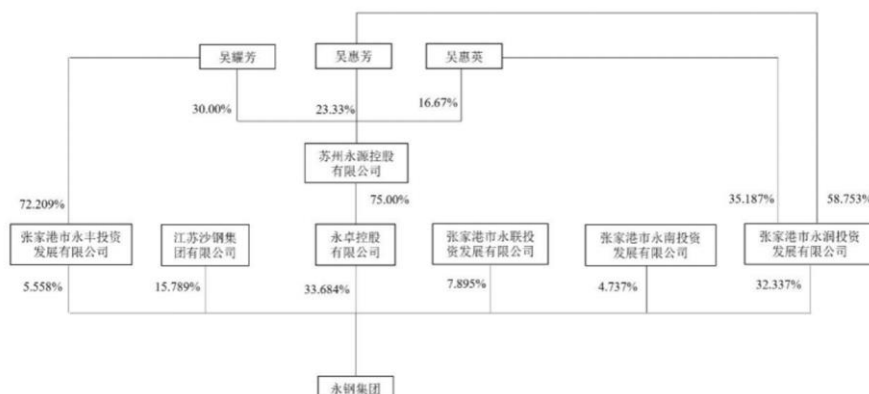 吴耀芳
吴惠芳
吴惠英
30.00%
23.33%
16.67%
苏州永源控股
有限公司
72.209%
75.00%
35.187%
58.753%
张家港市永丰投资
发展有限公司
江苏沙钢集
团有限公司
永卓控股
有限公司
张家港市永联投
资发展有限公司
张家港市永南投资
发展有限公司
张家港市永润投资
发展有限公司
5.558%
15.789%
33.684%
7.895%
4.737%
32.337%
永钢集团